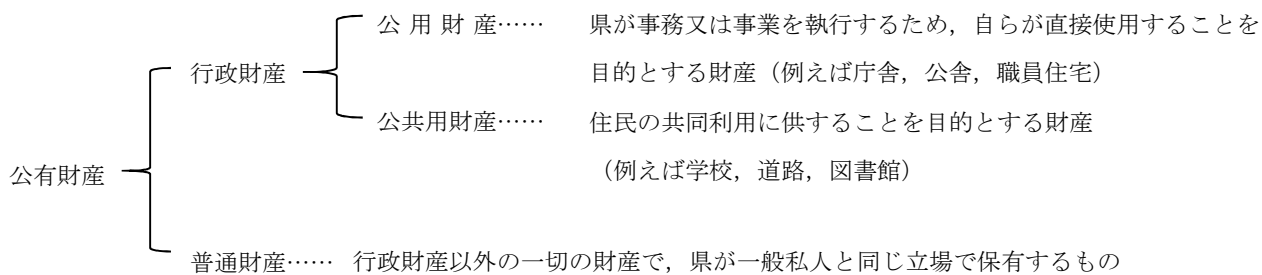 公 用 財 産…… 県が事務又は事業を執行するため，自らが直接使用することを
行政財産 目的とする財産（例えば庁舎，公舎，職員住宅）
公共用財産…… 住民の共同利用に供することを目的とする財産
公有財産 （例えば学校，道路，図書館）
普通財産…… 行政財産以外の一切の財産で，県が一般私人と同じ立場で保有するもの